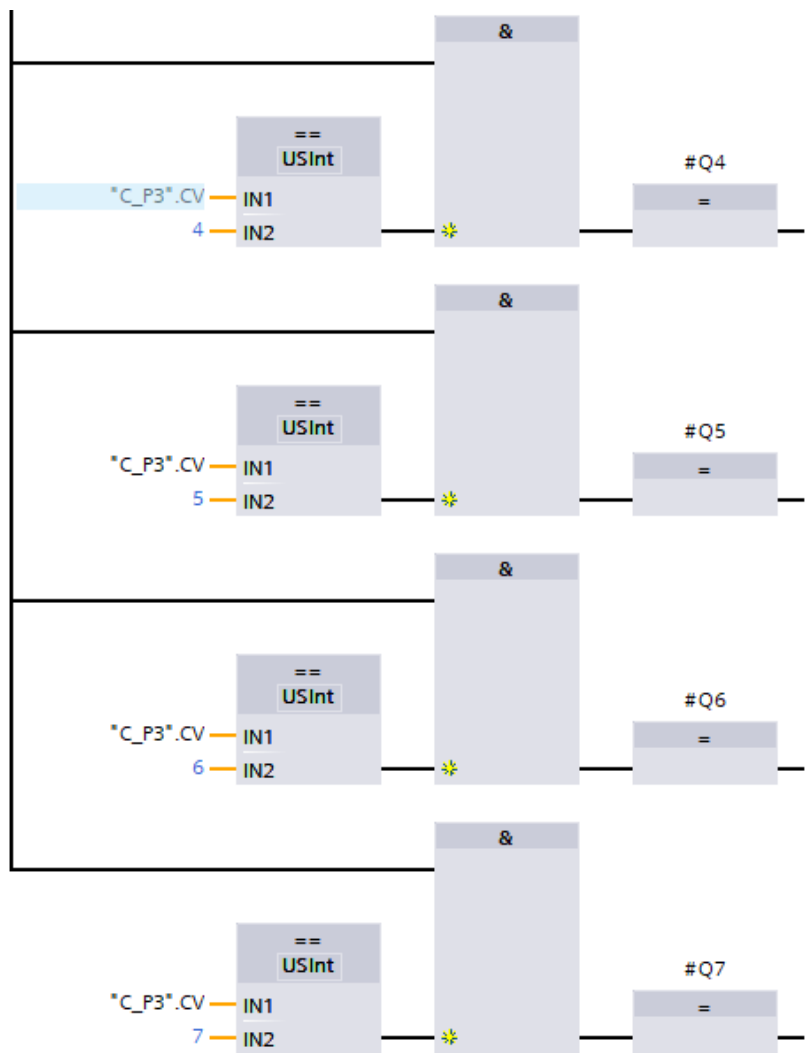 &
==
USInt
#Q4
"C_P3".CV IN1 =
4 IN2
&
==
USInt
#Q5
"C_P3".CV IN1 =
5 IN2
&
==
USInt
#Q6
"C_P3".CV IN1 =
6 IN2
&
==
USInt
#Q7
"C_P3".CV IN1 =
7 IN2